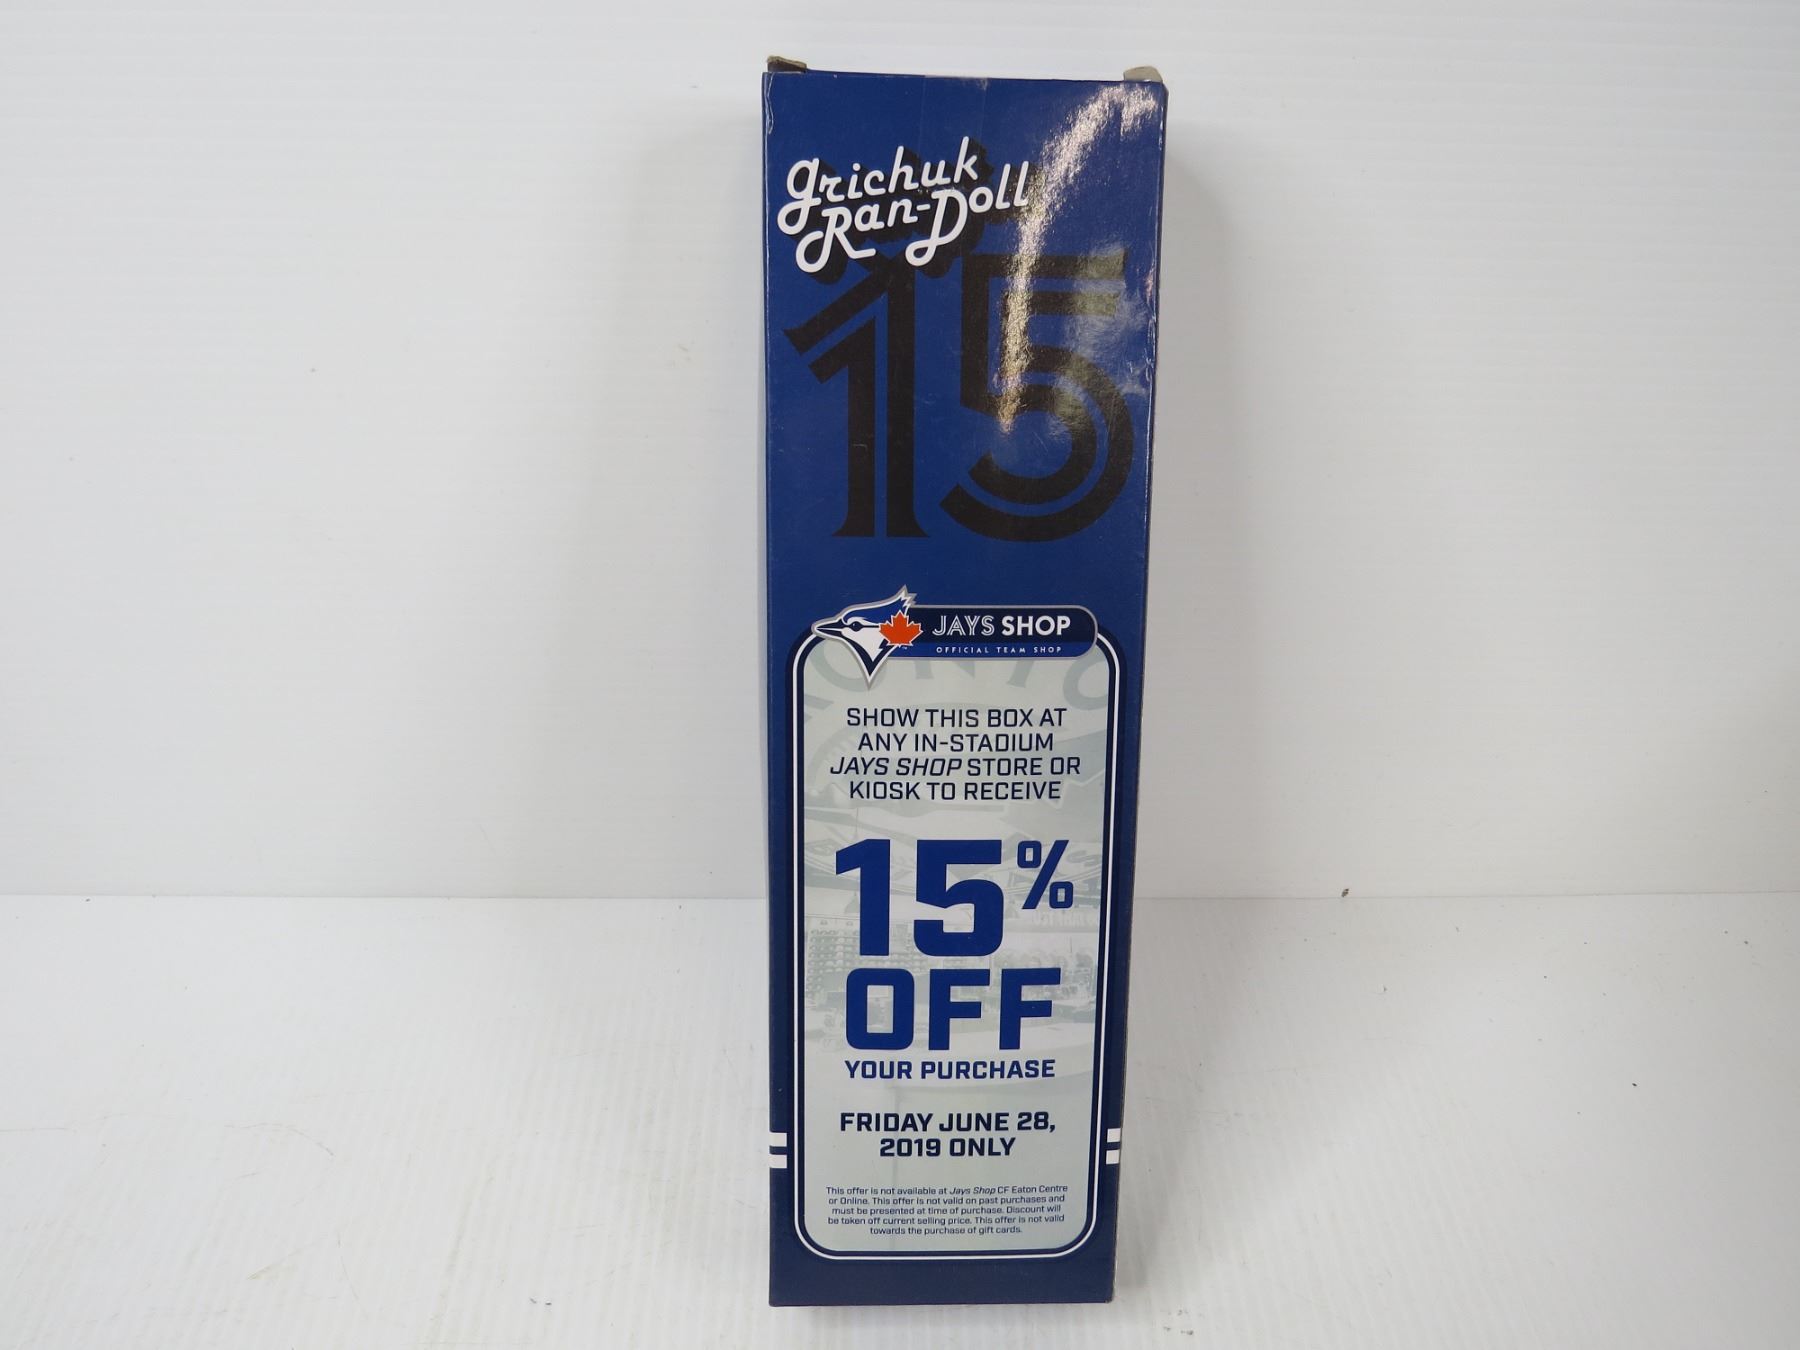 Grichuk
Ran-Doll
15
JAYS SHOP
OFFICIAL TEAM SHOP
SHOW THIS BOX AT
ANY IN-STADIUM
JAYS SHOP STORE OR
KIOSK TO RECEIVE
15%
OFF
YOUR PURCHASE
FRIDAY JUNE 28,
2019 ONLY
This offer is not available at Jays Shop CF Eaton Centre
or Online. This offer is not valid on past purchases and
must be presented at time of purchase. Discount will
be taken off current selling price. This offer is not valid
towards the purchase of gift cards.